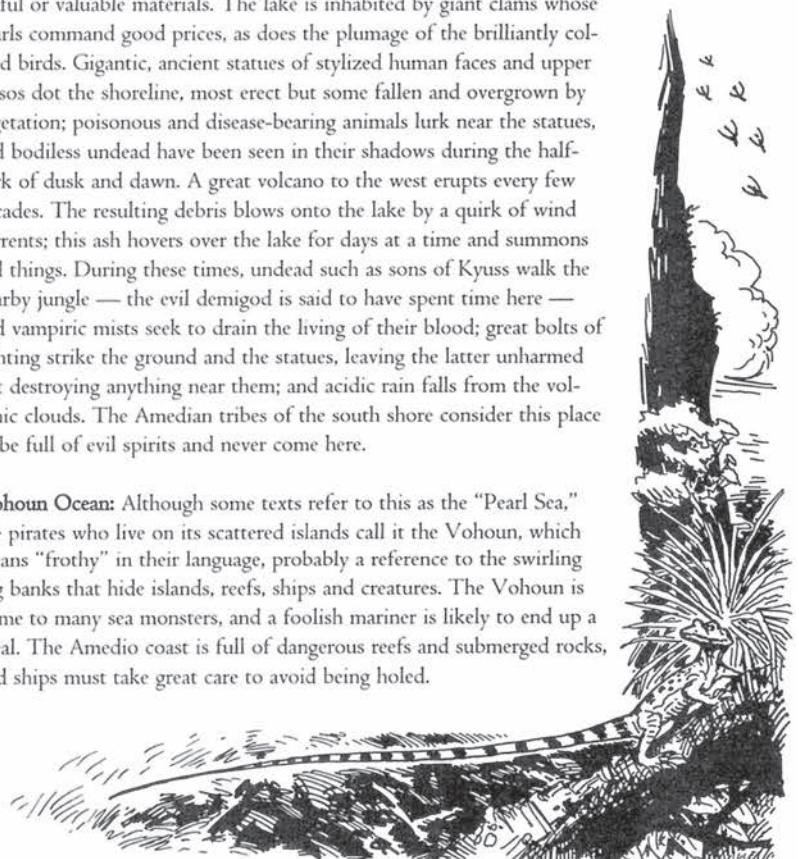 ful or valuable materials. The lake is inhabited by giant clams whose
rls command good prices, as does the plumage of the brilliantly col-
d birds. Gigantic, ancient statues of stylized human faces and upper
sos dot the shoreline, most erect but some fallen and overgrown by
getation; poisonous and disease-bearing animals lurk near the statues,
d bodiless undead have been seen in their shadows during the half-
k of dusk and dawn. A great volcano to the west erupts every few
ades. The resulting debris blows onto the lake by a quirk of wind
rents; this ash hovers over the lake for days at a time and summons
l things. During these times, undead such as sons of Kyuss walk the
arby jungle — the evil demigod is said to have spent time here —
d vampiric mists seek to drain the living of their blood; great bolts of
hting strike the ground and the statues, leaving the latter unharmed
t destroying anything near them; and acidic rain falls from the vol-
nic clouds. The Amedian tribes of the south shore consider this place
be full of evil spirits and never come here.
ohoun Ocean: Although some texts refer to this as the “Pearl Sea,”
e pirates who live on its scattered islands call it the Vohoun, which
ans “frothy” in their language, probably a reference to the swirling
g banks that hide islands, reefs, ships and creatures. The Vohoun is
me to many sea monsters, and a foolish mariner is likely to end up a
al. The Amedio coast is full of dangerous reefs and submerged rocks,
d ships must take great care to avoid being holed.